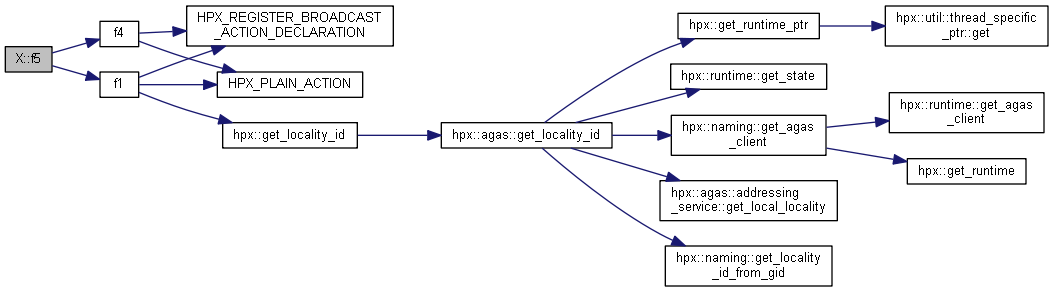 X::f5
f4
f1
HPX_REGISTER_BROADCAST
_ACTION_DECLARATION
HPX_PLAIN_ACTION
hpx::get_locality_id
hpx::agas::get_locality_id
hpx::get_runtime_ptr
hpx::runtime::get_state
hpx::naming::get_agas
_client
hpx::agas::addressing
_service::get_local_locality
hpx::naming::get_locality
_id_from_gid
hpx::util::thread_specific
_ptr::get
hpx::runtime::get_agas
_client
hpx::get_runtime